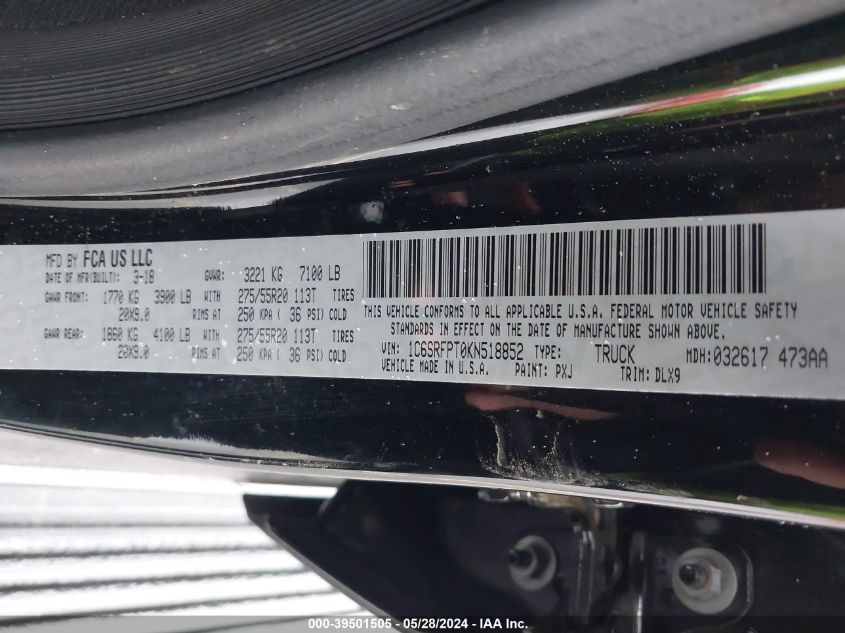 MFD BY FCA US LLC
DATE OF MFR(BUILT): 3-18 GVWR: 3221 KG 7100 LB
GAWR FRONT: 1770 KG 3900 LB WITH 275/55R20 113T TIRES
20X9.0 RIMS AT 250 KPA ( 36 PSI) COLD
GAWR REAR: 1860 KG 4100 LB WITH 275/55R20 113T TIRES
20X9.0 RIMS AT 250 KPA ( 36 PSI) COLD
THIS VEHICLE CONFORMS TO ALL APPLICABLE U.S.A. FEDERAL MOTOR VEHICLE SAFETY
STANDARDS IN EFFECT ON THE DATE OF MANUFACTURE SHOWN ABOVE.
VIN: 1C6SRFPT0KN518852 TYPE: TRUCK MDH: 032617 473AA
VEHICLE MADE IN U.S.A. PAINT: PXJ TRIM: DLX9
000-39501505 - 05/28/2024 - IAA Inc.